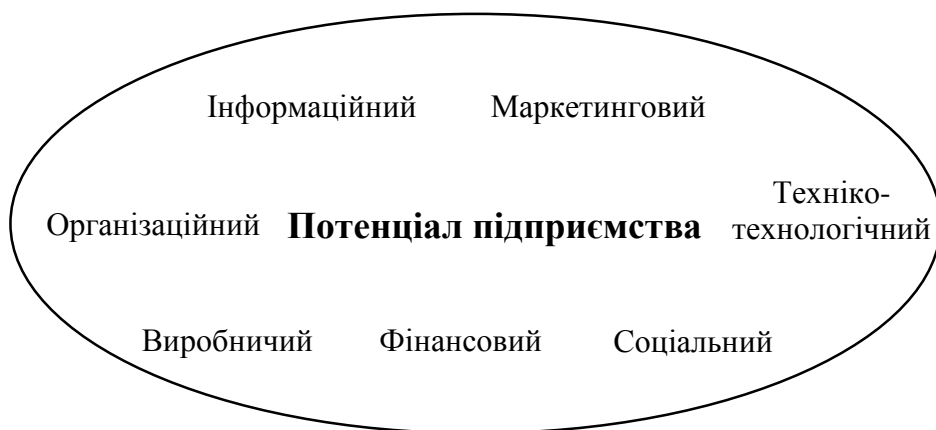 Інформаційний Маркетинговий
Техніко-
Організаційний Потенціал підприємства технологічний
Виробничий Фінансовий Соціальний